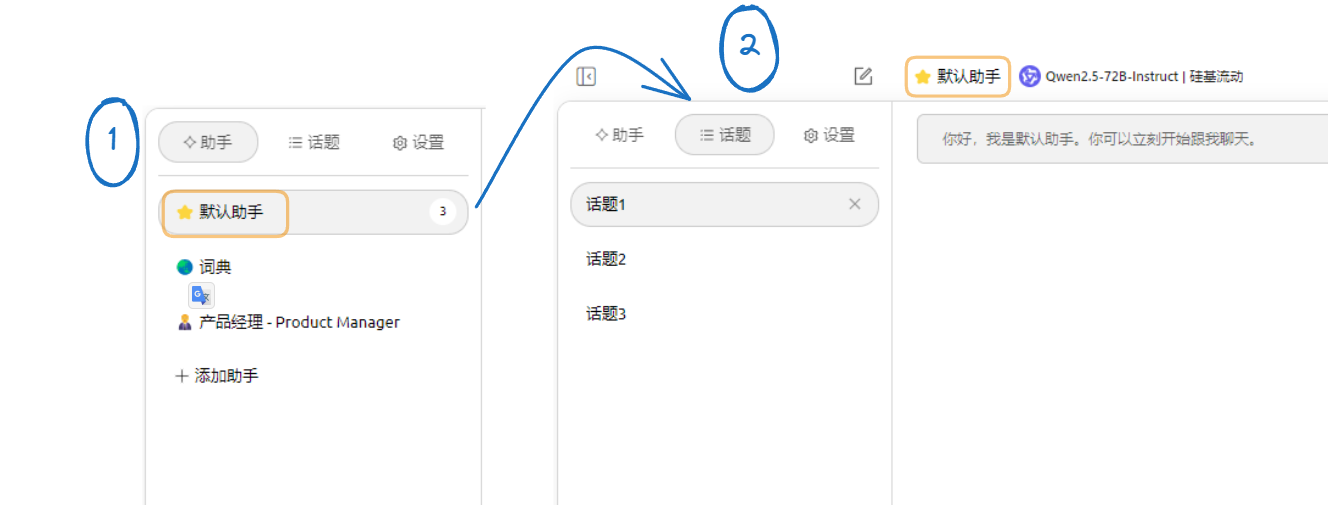 1
助手 话题 设置
默认助手 3
词典
产品经理 - Product Manager
添加助手
2
默认助手 Qwen2.5-72B-Instruct | 硅基流动
助手 话题 设置
你好，我是默认助手。你可以立刻开始跟我聊天。
话题1
话题2
话题3